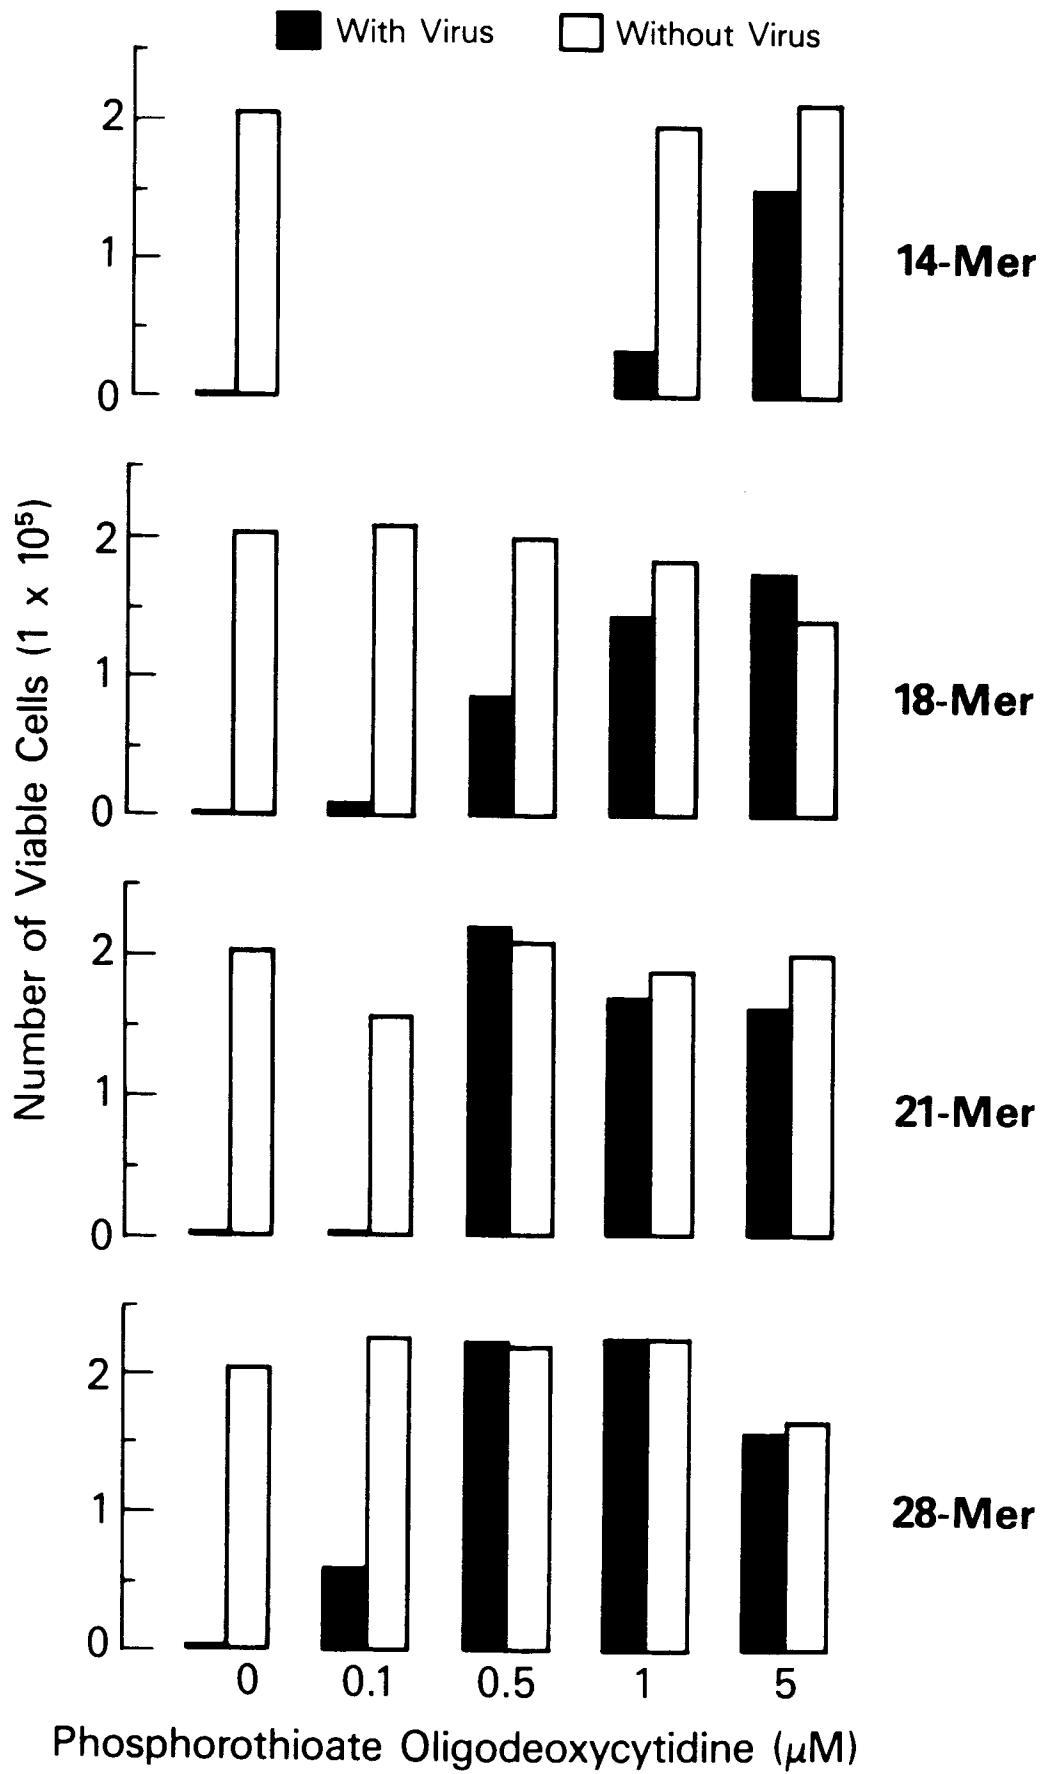 With Virus
Without Virus
2
1
0
14-Mer
2
1
0
18-Mer
2
1
0
21-Mer
2
1
0
28-Mer
Number of Viable Cells (1 x 10⁵)
0 0.1 0.5 1 5
Phosphorothioate Oligodeoxycytidine (μM)